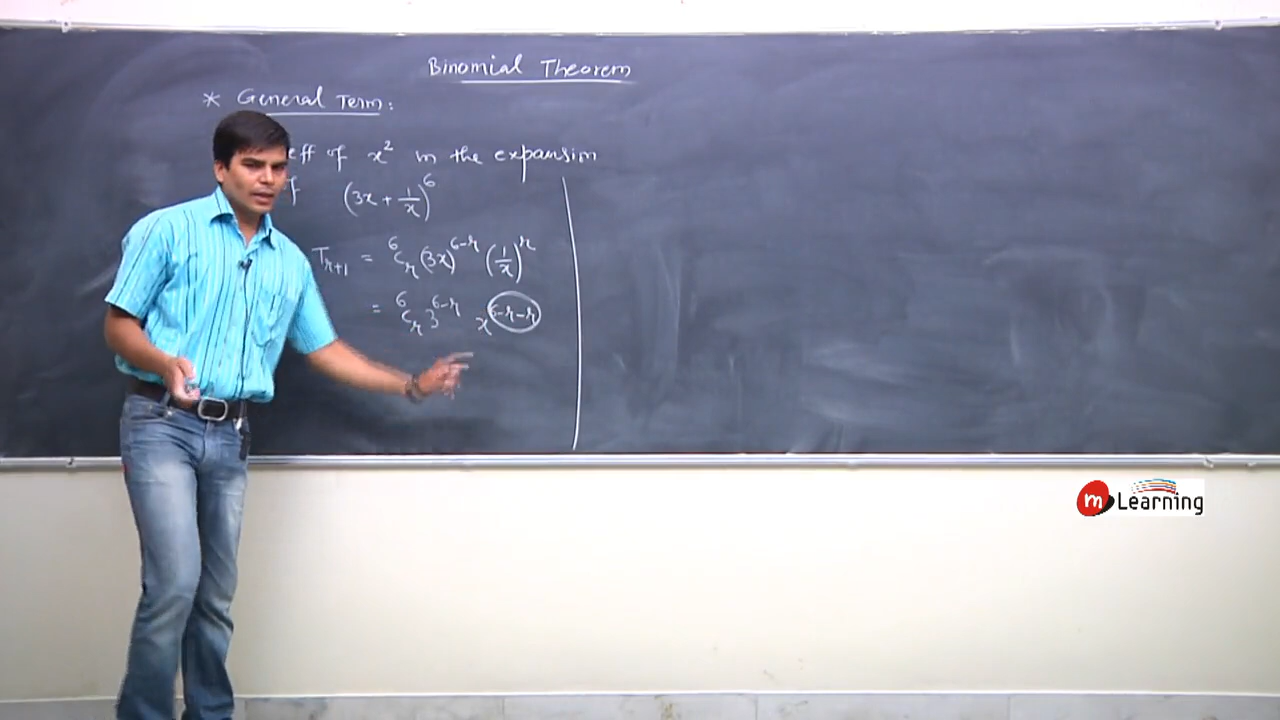 Binomial Theorem
* General Term:
eff of x² in the expansion
f (3x + 1/x)⁶
Tᵣ₊₁ = ⁶Cᵣ (3x)⁶⁻ʳ (1/x)ʳ
= ⁶Cᵣ 3⁶⁻ʳ x⁶⁻ʳ⁻ʳ
m Learning